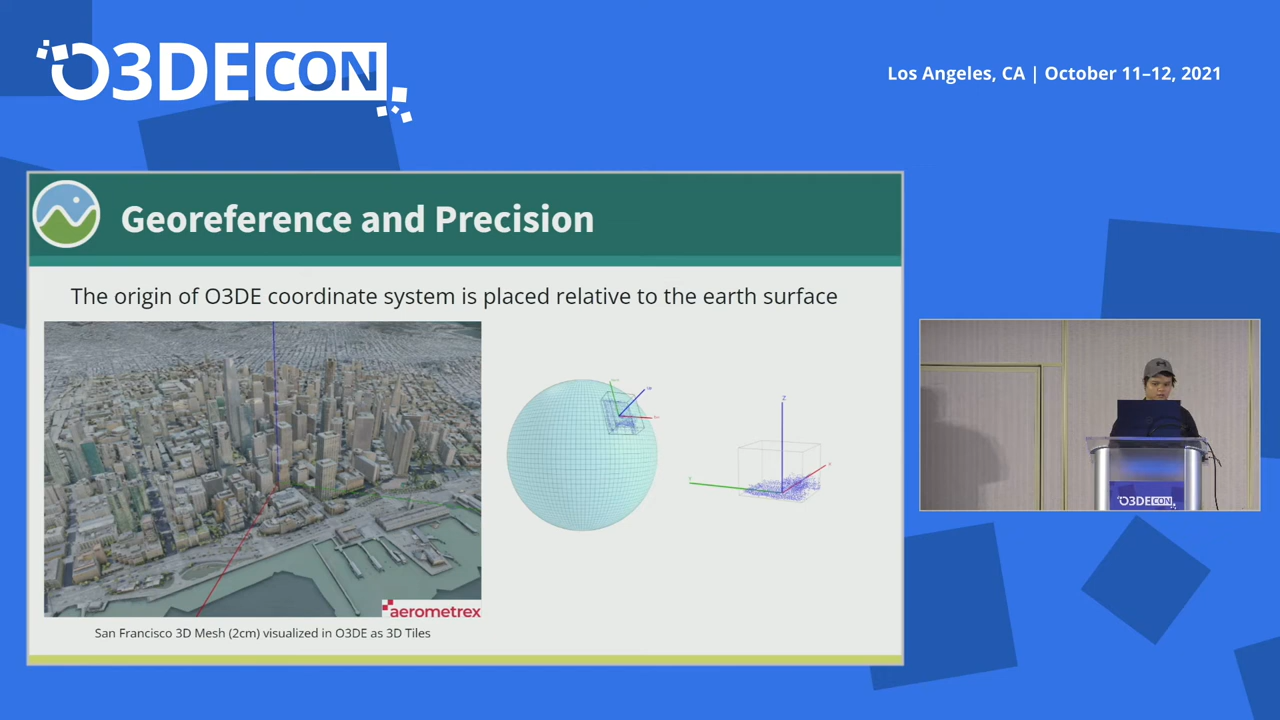 O3DECON
Los Angeles, CA | October 11–12, 2021
Georeference and Precision
The origin of O3DE coordinate system is placed relative to the earth surface
Z
Y
aerometrex
San Francisco 3D Mesh (2cm) visualized in O3DE as 3D Tiles
O3DECON